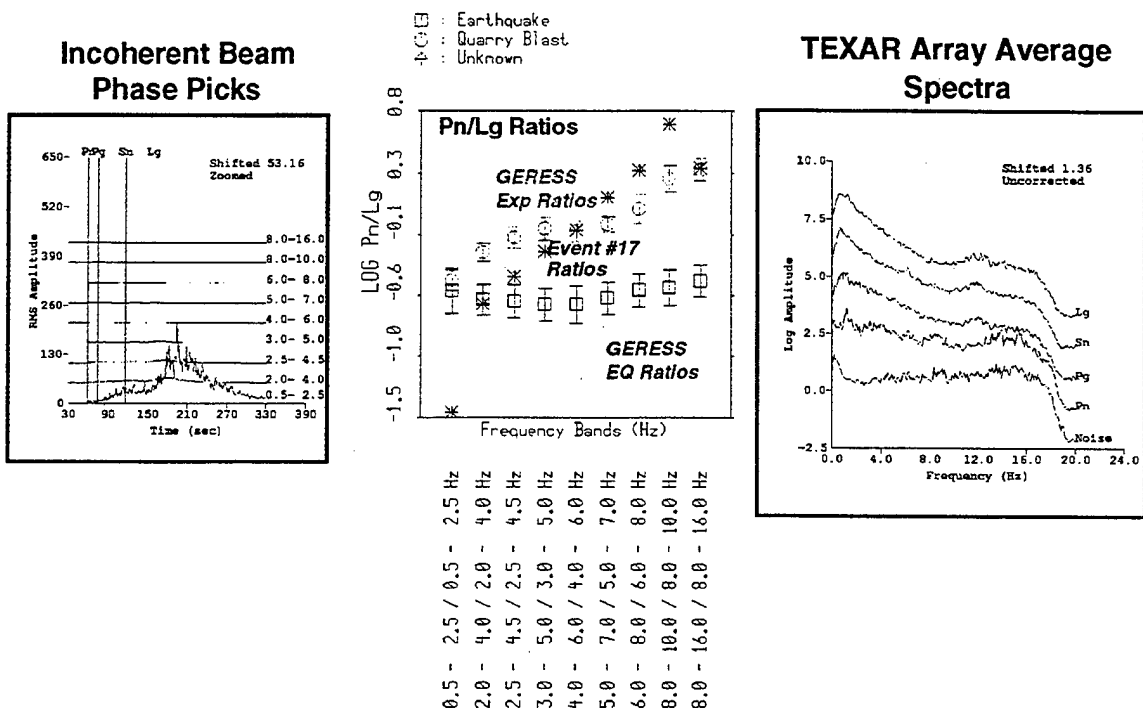 Incoherent Beam
Phase Picks
650-
520-
390-
260-
130-
0-
Pn Pg Sn Lg
Shifted 53.16
Zoomed
8.0-16.0
8.0-10.0
6.0- 8.0
5.0- 7.0
4.0- 6.0
3.0- 5.0
2.5- 4.5
2.0- 4.0
0.5- 2.5
RMS Amplitude
30 90 150 210 270 330 390
Time (sec)
: Earthquake
: Quarry Blast
: Unknown
Pn/Lg Ratios
GERESS
Exp Ratios
Event #17
Ratios
GERESS
EQ Ratios
LOG Pn/Lg
0.8
0.3
-0.1
-0.6
-1.0
-1.5
Frequency Bands (Hz)
0.5 - 2.5 / 0.5 - 2.5 Hz
2.0 - 4.0 / 2.0 - 4.0 Hz
2.5 - 4.5 / 2.5 - 4.5 Hz
3.0 - 5.0 / 3.0 - 5.0 Hz
4.0 - 6.0 / 4.0 - 6.0 Hz
5.0 - 7.0 / 5.0 - 7.0 Hz
6.0 - 8.0 / 6.0 - 8.0 Hz
8.0 - 10.0 / 8.0 - 10.0 Hz
8.0 - 16.0 / 8.0 - 16.0 Hz
TEXAR Array Average
Spectra
10.0
7.5
5.0
2.5
0.0
-2.5
Shifted 1.36
Uncorrected
Log Amplitude
Lg
Sn
Pg
Pn
Noise
0.0 4.0 8.0 12.0 16.0 20.0 24.0
Frequency (Hz)